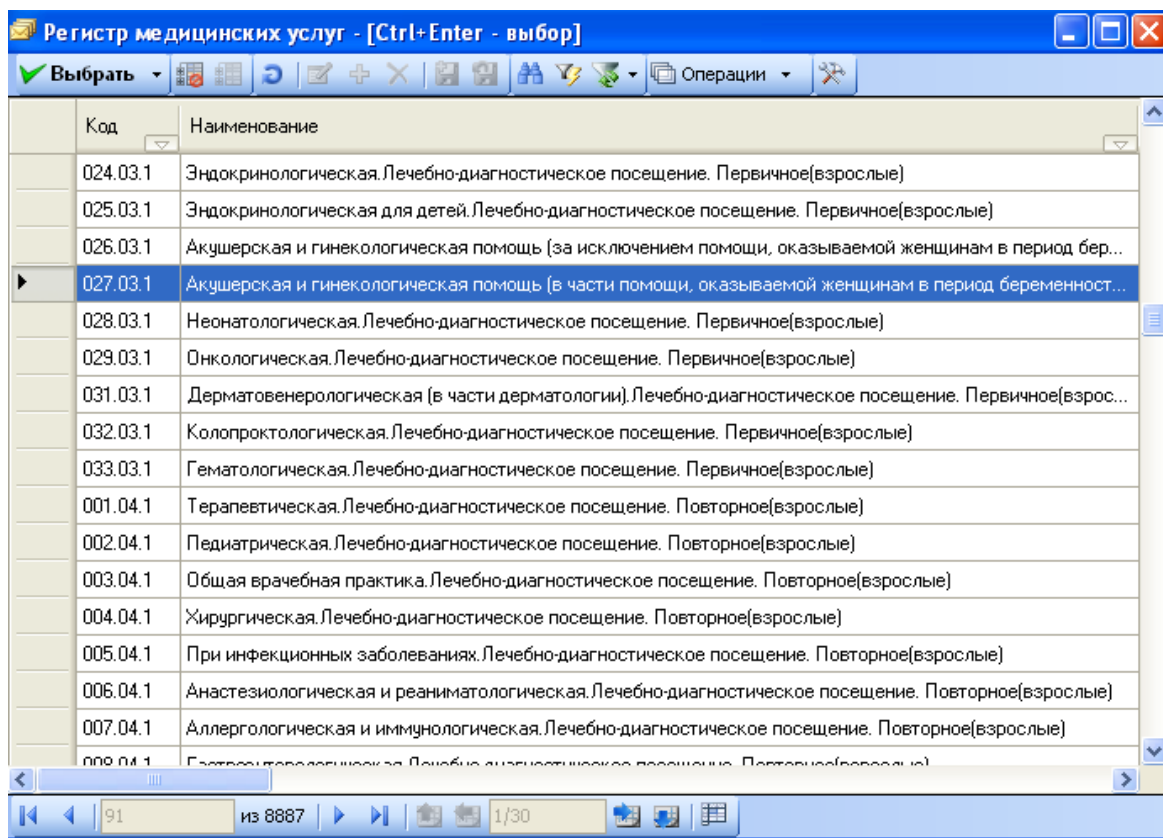 Регистр медицинских услуг - [Ctrl+Enter - выбор]
Выбрать Операции
Код Наименование
024.03.1 Эндокринологическая.Лечебно-диагностическое посещение. Первичное(взрослые)
025.03.1 Эндокринологическая для детей.Лечебно-диагностическое посещение. Первичное(взрослые)
026.03.1 Акушерская и гинекологическая помощь (за исключением помощи, оказываемой женщинам в период бер...
027.03.1 Акушерская и гинекологическая помощь (в части помощи, оказываемой женщинам в период беременност...
028.03.1 Неонатологическая.Лечебно-диагностическое посещение. Первичное(взрослые)
029.03.1 Онкологическая.Лечебно-диагностическое посещение. Первичное(взрослые)
031.03.1 Дерматовенерологическая (в части дерматологии).Лечебно-диагностическое посещение. Первичное(взрос...
032.03.1 Колопроктологическая.Лечебно-диагностическое посещение. Первичное(взрослые)
033.03.1 Гематологическая.Лечебно-диагностическое посещение. Первичное(взрослые)
001.04.1 Терапевтическая.Лечебно-диагностическое посещение. Повторное(взрослые)
002.04.1 Педиатрическая.Лечебно-диагностическое посещение. Повторное(взрослые)
003.04.1 Общая врачебная практика.Лечебно-диагностическое посещение. Повторное(взрослые)
004.04.1 Хирургическая.Лечебно-диагностическое посещение. Повторное(взрослые)
005.04.1 При инфекционных заболеваниях.Лечебно-диагностическое посещение. Повторное(взрослые)
006.04.1 Анастезиологическая и реаниматологическая.Лечебно-диагностическое посещение. Повторное(взрослые)
007.04.1 Аллергологическая и иммунологическая.Лечебно-диагностическое посещение. Повторное(взрослые)
91 из 8887 1/30